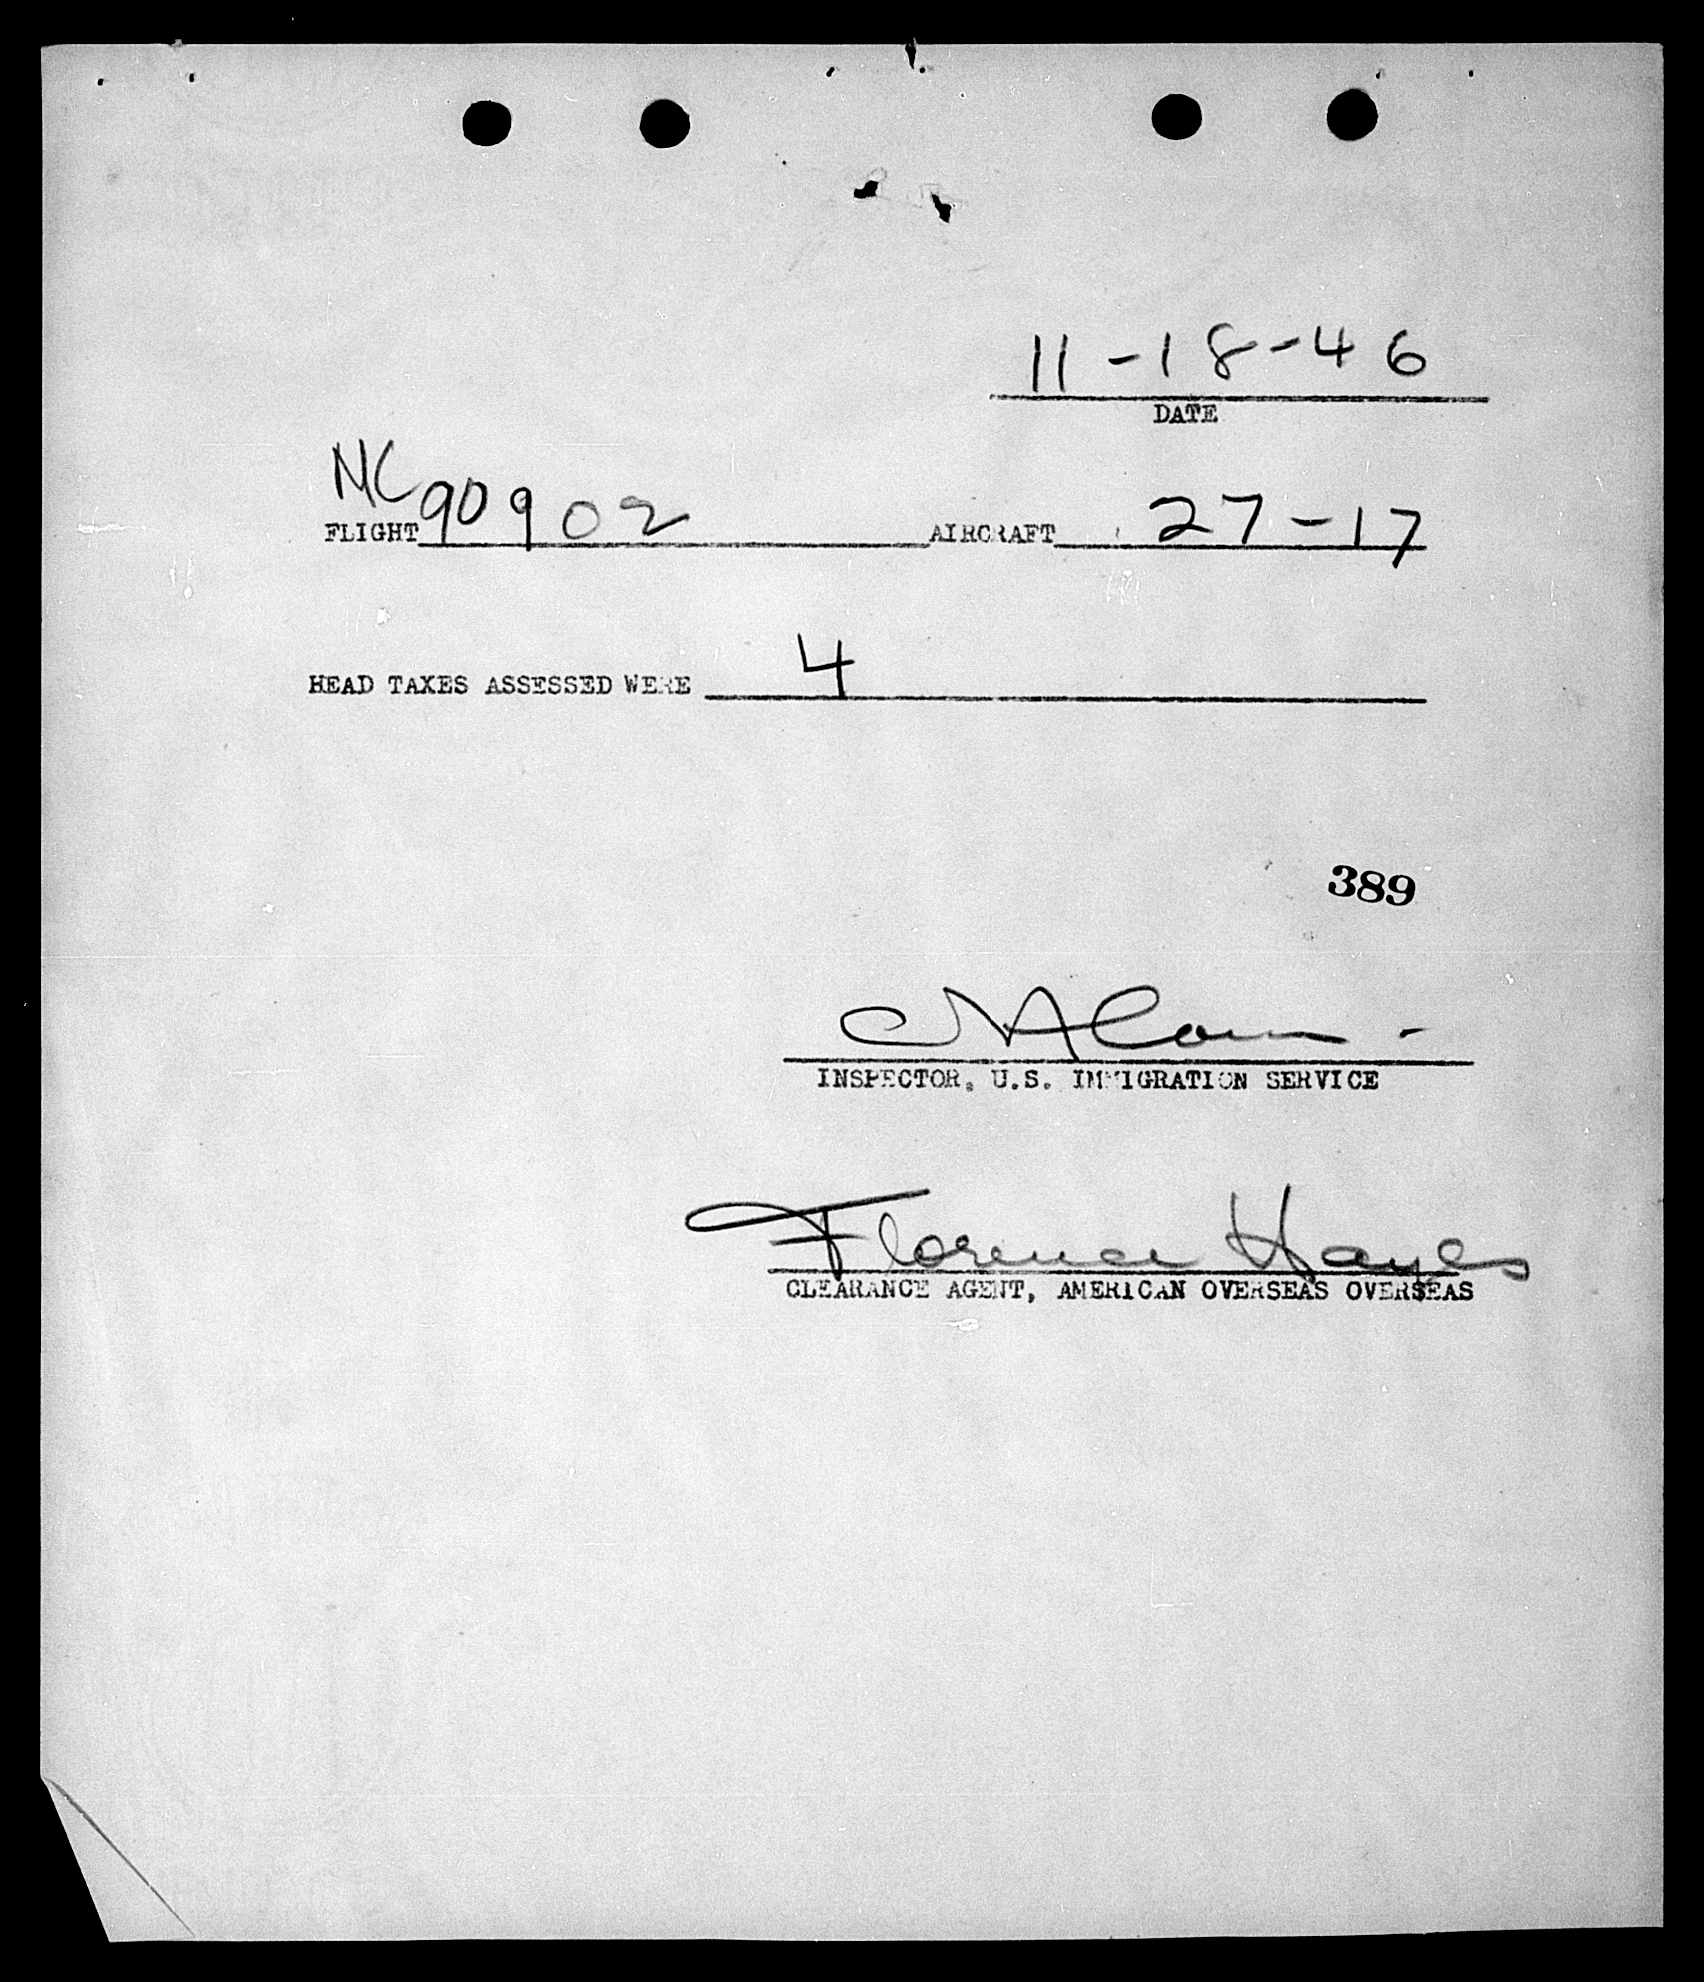 11-18-46
DATE
NC
FLIGHT 90902 AIRCRAFT 27-17
HEAD TAXES ASSESSED WERE 4
389
INSPECTOR, U.S. IMMIGRATION SERVICE
Florence Hayes
CLEARANCE AGENT, AMERICAN OVERSEAS OVERSEAS